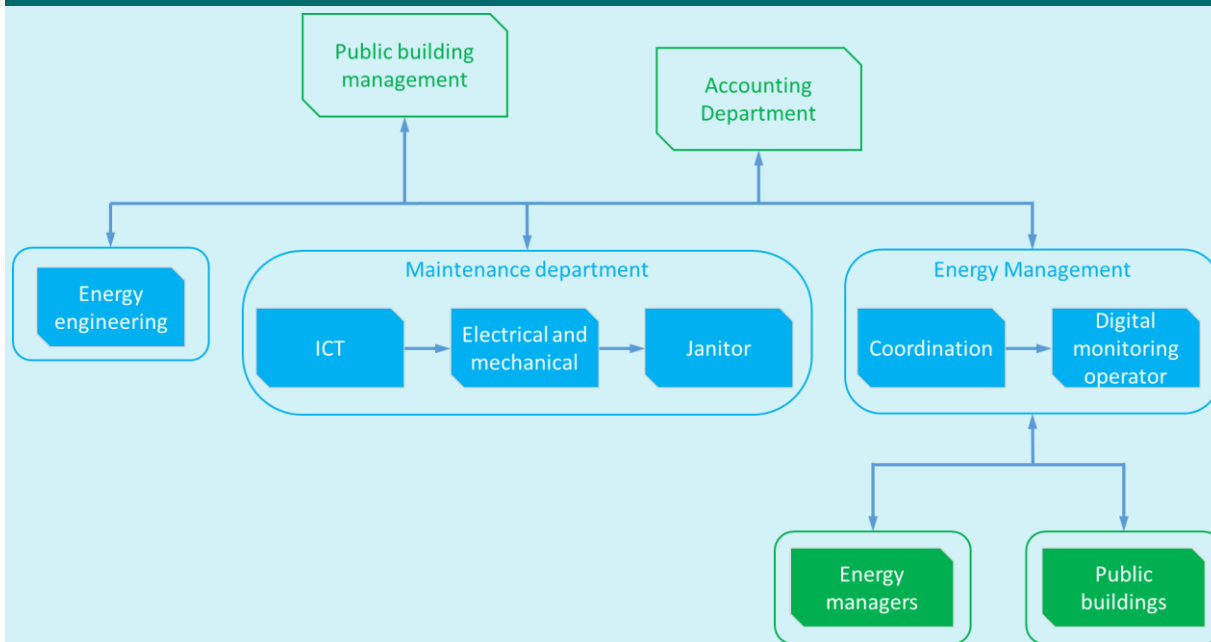 Public building
management
Accounting
Department
Energy
engineering
Maintenance department
ICT
Electrical and
mechanical
Janitor
Energy Management
Coordination
Digital
monitoring
operator
Energy
managers
Public
buildings